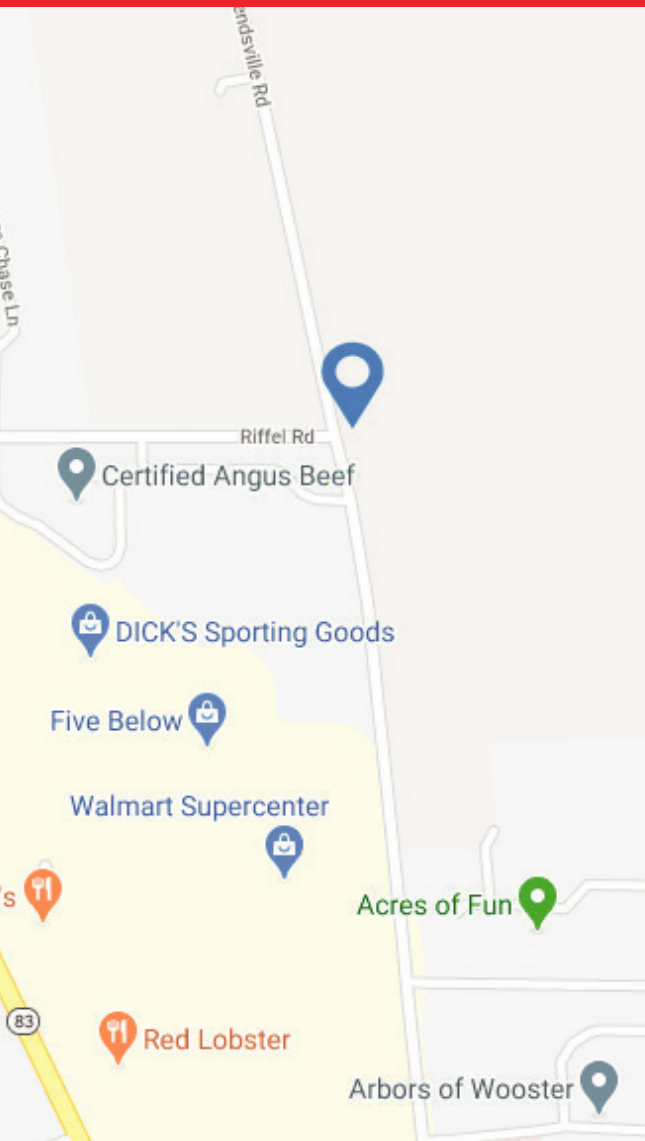 endsville Rd
Chase Ln
Riffel Rd
Certified Angus Beef
DICK'S Sporting Goods
Five Below
Walmart Supercenter
's
Acres of Fun
83
Red Lobster
Arbors of Wooster